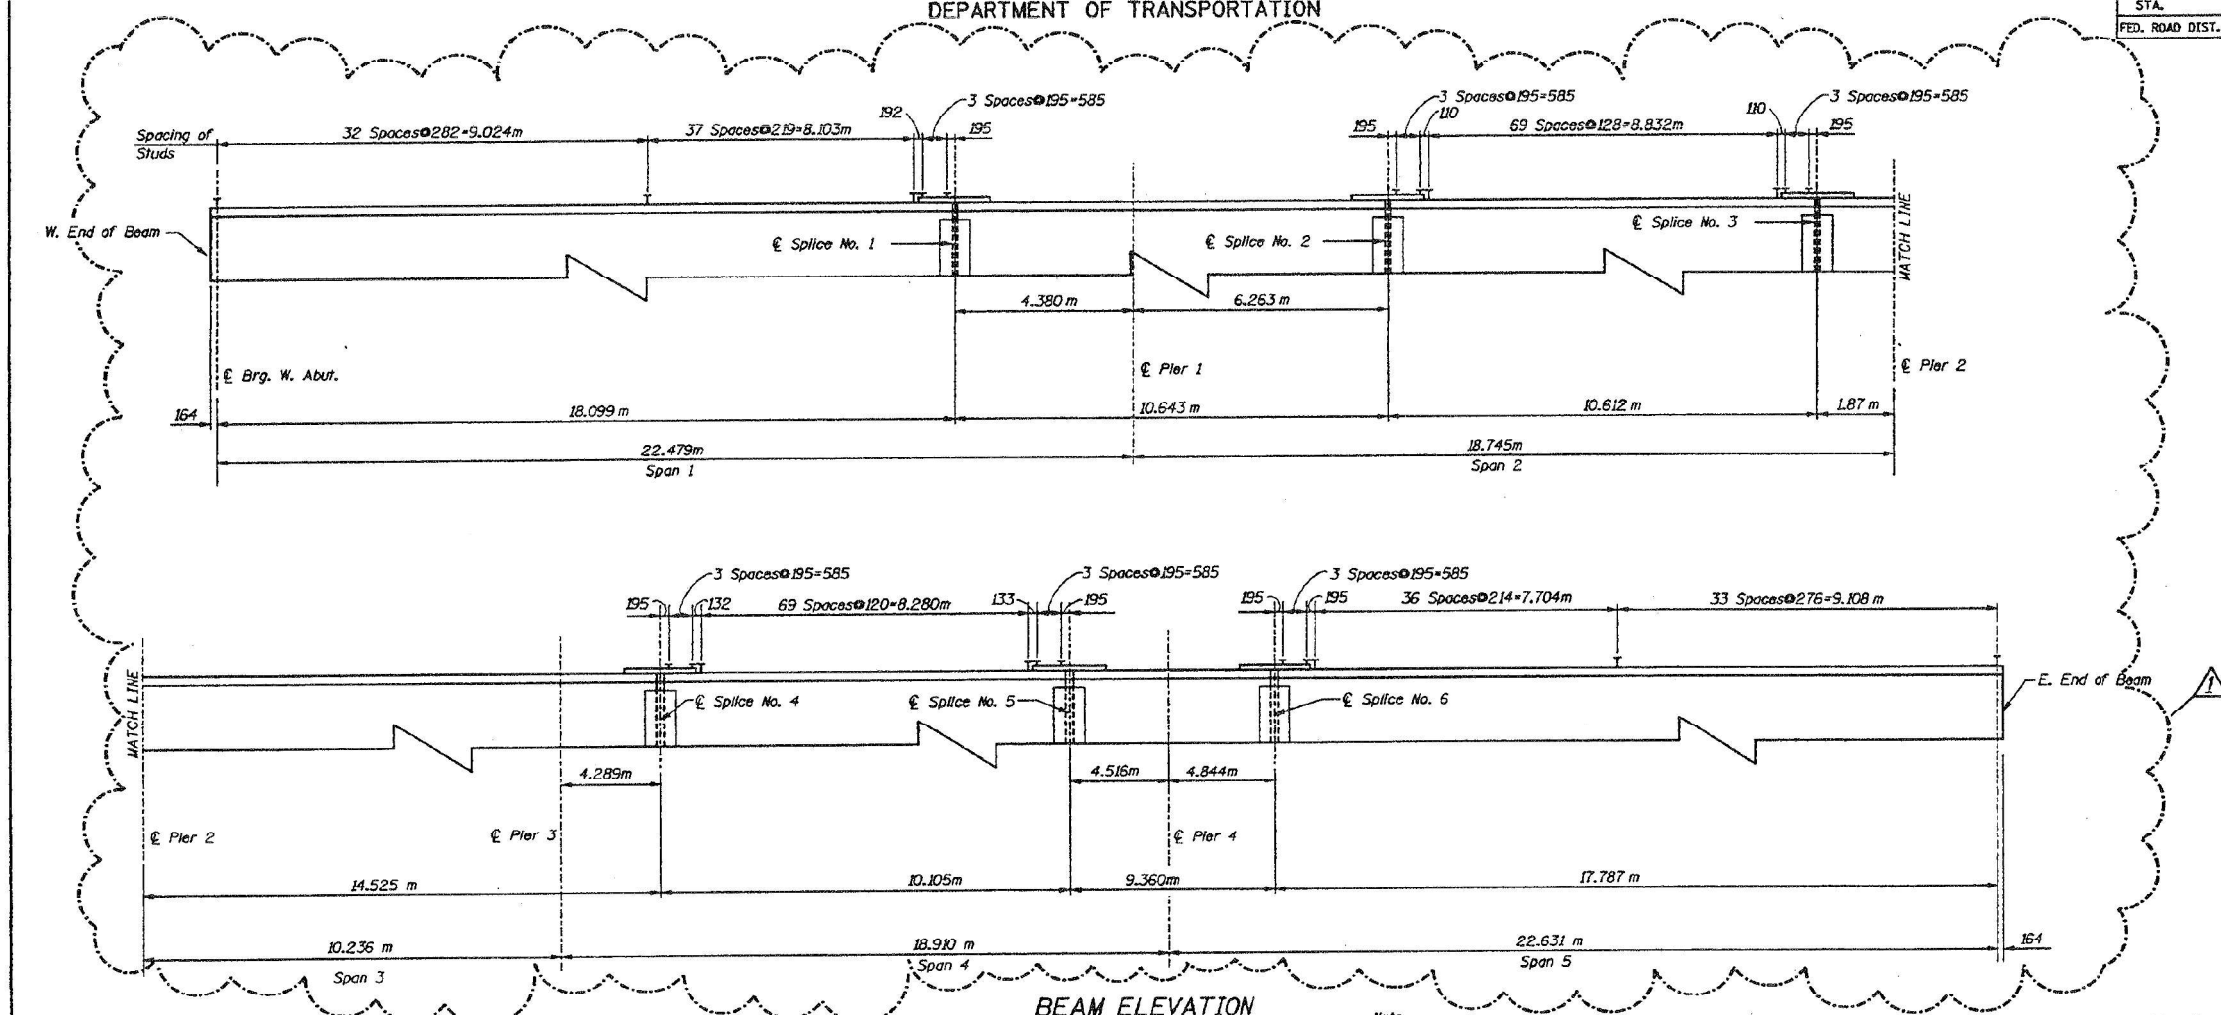 DEPARTMENT OF TRANSPORTATION
STA.
FED. ROAD DIST.
3 Spaces@195=585
3 Spaces@195=585
3 Spaces@195=585
192
195
195
110
69 Spaces@128=8.832m
110
195
Spacing of
Studs
32 Spaces@282=9.024m
37 Spaces@219=8.103m
W. End of Beam
℄ Splice No. 1
℄ Splice No. 2
℄ Splice No. 3
MATCH LINE
4.380 m
6.263 m
℄ Brg. W. Abut.
℄ Pier 1
℄ Pier 2
164
18.099 m
10.643 m
10.612 m
1.87 m
22.479m
Span 1
18.745m
Span 2
3 Spaces@195=585
3 Spaces@195=585
3 Spaces@195=585
195
132
69 Spaces@120=8.280m
133
195
195
195
36 Spaces@214=7.704m
33 Spaces@276=9.108 m
MATCH LINE
℄ Splice No. 4
℄ Splice No. 5
℄ Splice No. 6
E. End of Beam
1
4.289m
4.516m
4.844m
℄ Pier 2
℄ Pier 3
℄ Pier 4
14.525 m
10.105m
9.360m
17.787 m
10.236 m
Span 3
18.910 m
Span 4
22.631 m
Span 5
164
BEAM ELEVATION